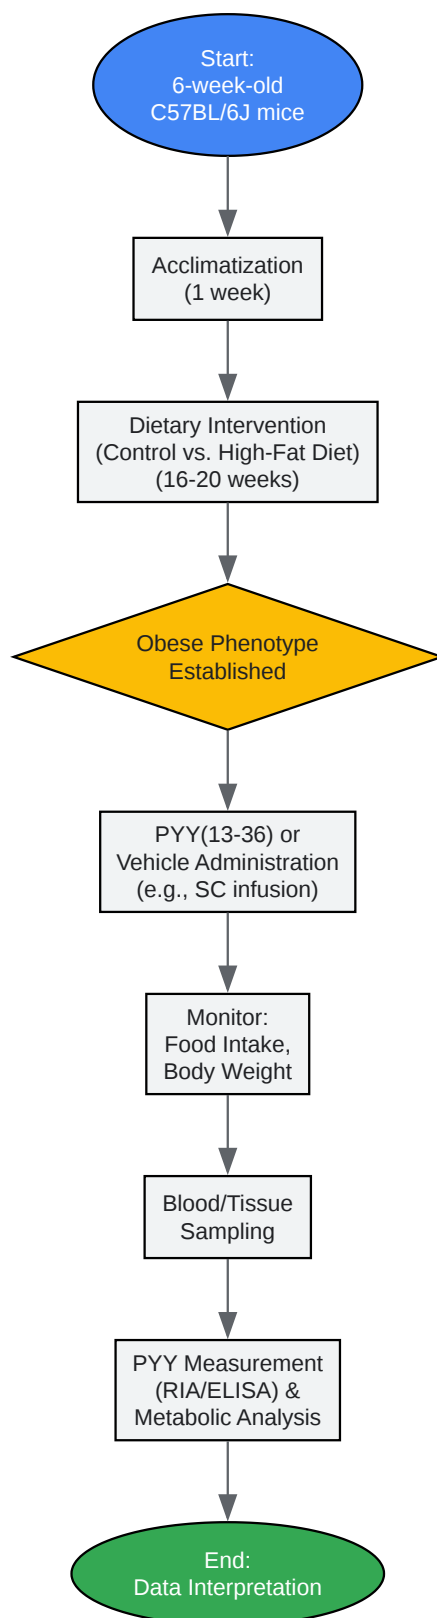 Start:
6-week-old
C57BL/6J mice
Acclimatization
(1 week)
Dietary Intervention
(Control vs. High-Fat Diet)
(16-20 weeks)
Obese Phenotype
Established
PYY(13-36) or
Vehicle Administration
(e.g., SC infusion)
Monitor:
Food Intake,
Body Weight
Blood/Tissue
Sampling
PYY Measurement
(RIA/ELISA) &
Metabolic Analysis
End:
Data Interpretation